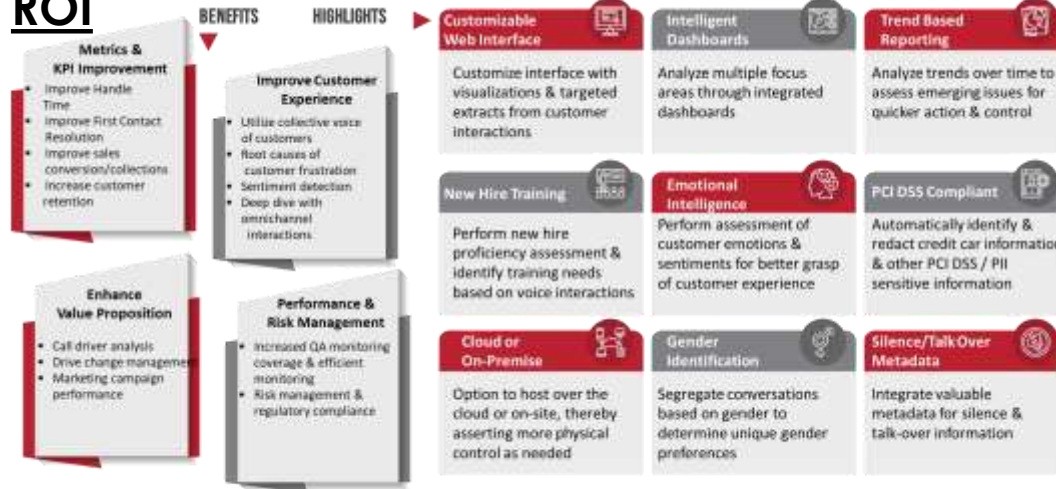 ROI
BENEFITS
HIGHLIGHTS
Metrics &
KPI Improvement
• Improve Handle
Time
• Improve First Contact
Resolution
• Improve sales
conversion/collections
• Increase customer
retention
Improve Customer
Experience
• Utilize collective voice
of customers
• Root causes of
customer frustration
• Sentiment detection
• Deep dive with
omnichannel
interactions
Enhance
Value Proposition
• Call driver analysis
• Drive change management
• Marketing campaign
performance
Performance &
Risk Management
• Increased QA monitoring
coverage & efficient
monitoring
• Risk management &
regulatory compliance
Customizable
Web Interface
Customize interface with
visualizations & targeted
extracts from customer
interactions
Intelligent
Dashboards
Analyze multiple focus
areas through integrated
dashboards
Trend Based
Reporting
Analyze trends over time to
assess emerging issues for
quicker action & control
New Hire Training
Perform new hire
proficiency assessment &
identify training needs
based on voice interactions
Emotional
Intelligence
Perform assessment of
customer emotions &
sentiments for better grasp
of customer experience
PCI DSS Compliant
Automatically identify &
redact credit car information
& other PCI DSS / PII
sensitive information
Cloud or
On-Premise
Option to host over the
cloud or on-site, thereby
asserting more physical
control as needed
Gender
Identification
Segregate conversations
based on gender to
determine unique gender
preferences
Silence/Talk Over
Metadata
Integrate valuable
metadata for silence &
talk-over information